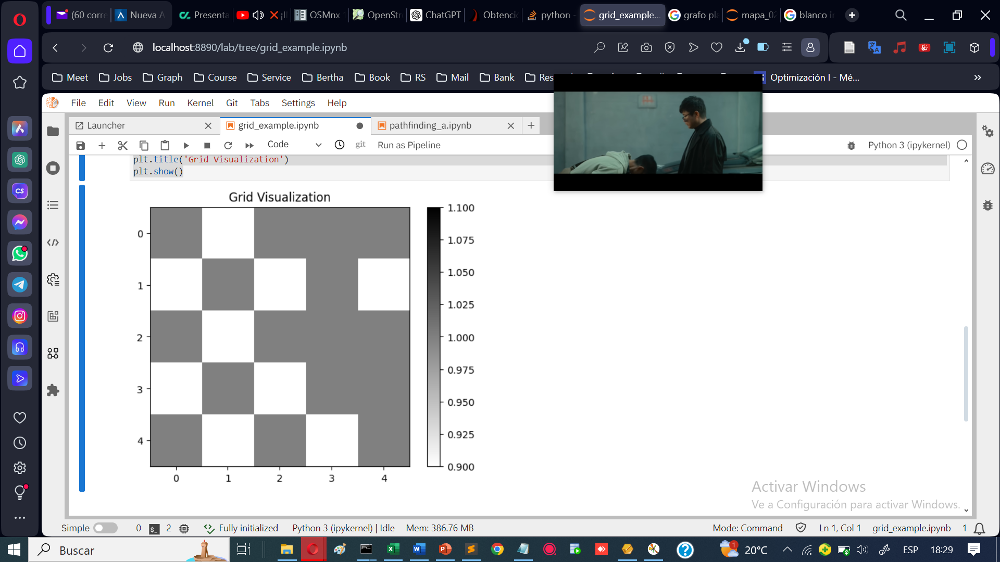 (60 corre
Nueva A
Presenta
¡Il
OSMnx
OpenStr
ChatGPT
Obtenció
python -
grid_example...
grafo pla
mapa_02
blanco in
localhost:8890/lab/tree/grid_example.ipynb
Meet
Jobs
Graph
Course
Service
Bertha
Book
RS
Mail
Bank
Res
Optimización I - Mé...
File Edit View Run Kernel Git Tabs Settings Help
Launcher
grid_example.ipynb
pathfinding_a.ipynb
Code
git
Run as Pipeline
Python 3 (ipykernel)
plt.title('Grid Visualization')
plt.show()
Grid Visualization
0
1
2
3
4
0 1 2 3 4
1.100
1.075
1.050
1.025
1.000
0.975
0.950
0.925
0.900
Activar Windows
Ve a Configuración para activar Windows.
Simple 0 $_ 2 Fully initialized Python 3 (ipykernel) | Idle Mem: 386.76 MB Mode: Command Ln 1, Col 1 grid_example.ipynb 1
Buscar
1
20°C
ESP
18:29